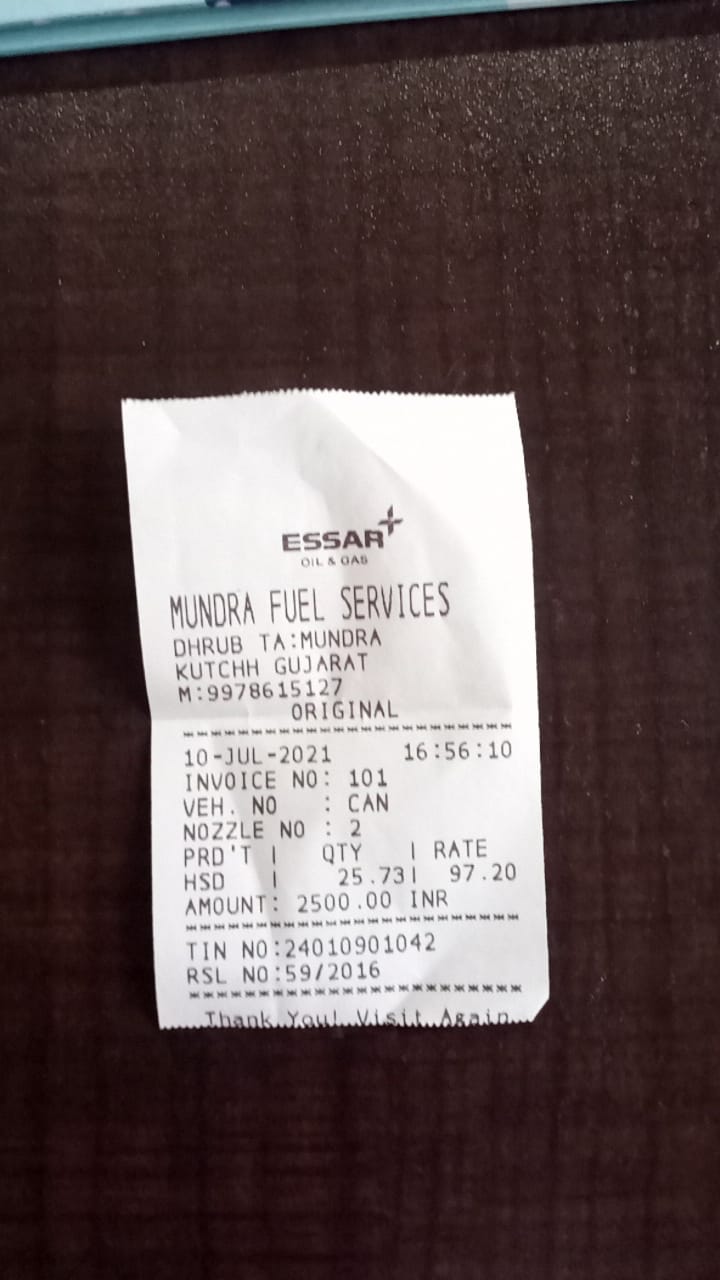 ESSAR
OIL & GAS
MUNDRA FUEL SERVICES
DHRUB TA:MUNDRA
KUTCHH GUJARAT
M:9978615127
ORIGINAL
10-JUL-2021 16:56:10
INVOICE NO: 101
VEH. NO : CAN
NOZZLE NO : 2
PRD'T | QTY | RATE
HSD | 25.73| 97.20
AMOUNT: 2500.00 INR
TIN NO:24010901042
RSL NO:59/2016
Thank You! Visit Again